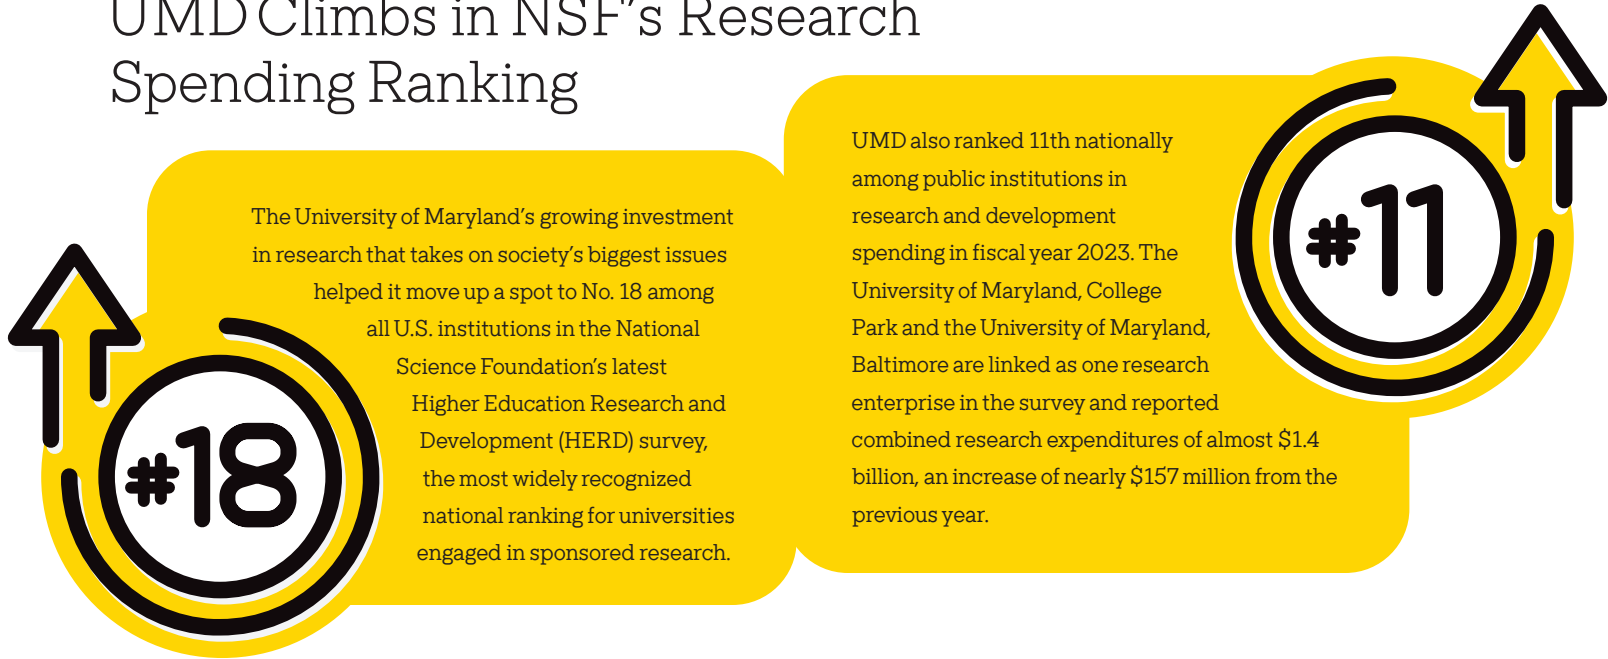 UMD Climbs in NSF’s Research
Spending Ranking
The University of Maryland’s growing investment
in research that takes on society’s biggest issues
helped it move up a spot to No. 18 among
all U.S. institutions in the National
Science Foundation’s latest
Higher Education Research and
Development (HERD) survey,
the most widely recognized
national ranking for universities
engaged in sponsored research.
#18
UMD also ranked 11th nationally
among public institutions in
research and development
spending in fiscal year 2023. The
University of Maryland, College
Park and the University of Maryland,
Baltimore are linked as one research
enterprise in the survey and reported
combined research expenditures of almost $1.4
billion, an increase of nearly $157 million from the
previous year.
#11